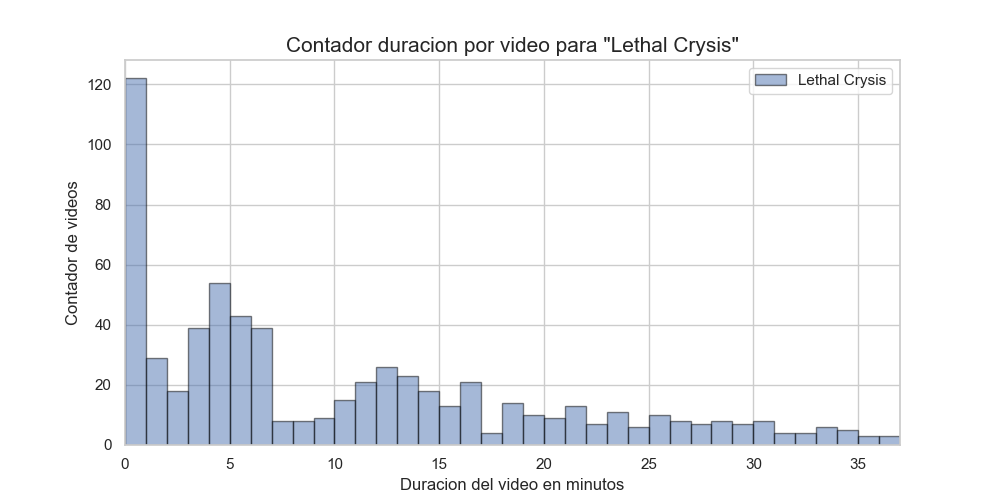 Contador duracion por video para "Lethal Crysis"
Lethal Crysis
Contador de videos
120
100
80
60
40
20
0
0 5 10 15 20 25 30 35
Duracion del video en minutos